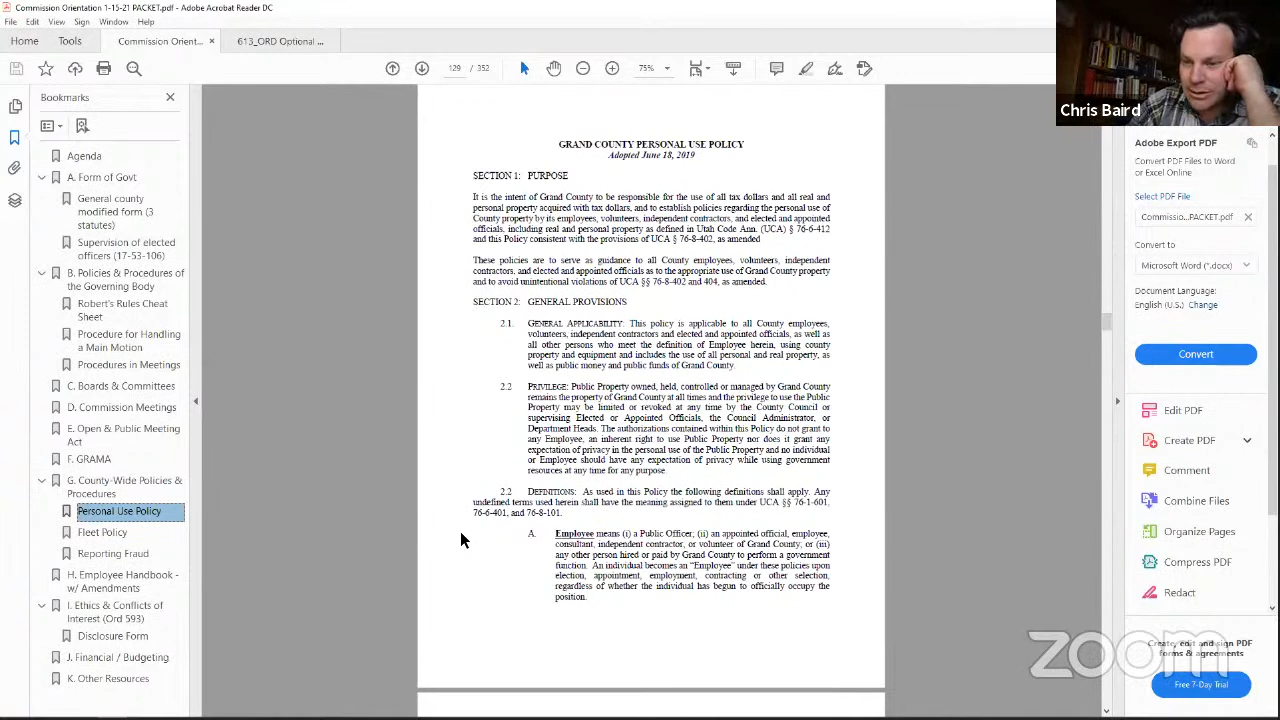 Commission Orientation 1-15-21 PACKET.pdf - Adobe Acrobat Reader DC
File Edit View Sign Window Help
Home Tools Commission Orient... × 613_ORD Optional ...
129 / 352 75%
Chris Baird
Bookmarks
Agenda
A. Form of Govt
General county
modified form (3
statutes)
Supervision of elected
officers (17-53-106)
B. Policies & Procedures of
the Governing Body
Robert's Rules Cheat
Sheet
Procedure for Handling
a Main Motion
Procedures in Meetings
C. Boards & Committees
D. Commission Meetings
E. Open & Public Meeting
Act
F. GRAMA
G. County-Wide Policies &
Procedures
Personal Use Policy
Fleet Policy
Reporting Fraud
H. Employee Handbook -
w/ Amendments
I. Ethics & Conflicts of
Interest (Ord 593)
Disclosure Form
J. Financial / Budgeting
K. Other Resources
GRAND COUNTY PERSONAL USE POLICY
Adopted June 18, 2019
SECTION 1: PURPOSE
It is the intent of Grand County to be responsible for the use of all tax dollars and all real and
personal property acquired with tax dollars, and to establish policies regarding the personal use of
County property by its employees, volunteers, independent contractors, and elected and appointed
officials, including real and personal property as defined in Utah Code Ann. (UCA) § 76-6-412
and this Policy consistent with the provisions of UCA § 76-8-402, as amended
These policies are to serve as guidance to all County employees, volunteers, independent
contractors, and elected and appointed officials as to the appropriate use of Grand County property
and to avoid unintentional violations of UCA §§ 76-8-402 and 404, as amended.
SECTION 2: GENERAL PROVISIONS
2.1. GENERAL APPLICABILITY: This policy is applicable to all County employees,
volunteers, independent contractors and elected and appointed officials, as well as
all other persons who meet the definition of Employee herein, using county
property and equipment and includes the use of all personal and real property, as
well as public money and public funds of Grand County.
2.2 PRIVILEGE: Public Property owned, held, controlled or managed by Grand County
remains the property of Grand County at all times and the privilege to use the Public
Property may be limited or revoked at any time by the County Council or
supervising Elected or Appointed Officials, the Council Administrator, or
Department Heads. The authorizations contained within this Policy do not grant to
any Employee, an inherent right to use Public Property nor does it grant any
expectation of privacy in the personal use of the Public Property and no individual
or Employee should have any expectation of privacy while using government
resources at any time for any purpose.
2.2 DEFINITIONS: As used in this Policy the following definitions shall apply. Any
undefined terms used herein shall have the meaning assigned to them under UCA §§ 76-1-601,
76-6-401, and 76-8-101.
A. Employee means (i) a Public Officer; (ii) an appointed official, employee,
consultant, independent contractor, or volunteer of Grand County; or (iii)
any other person hired or paid by Grand County to perform a government
function. An individual becomes an “Employee” under these policies upon
election, appointment, employment, contracting or other selection,
regardless of whether the individual has begun to officially occupy the
position.
Adobe Export PDF
Convert PDF Files to Word
or Excel Online
Select PDF File
Commissio...PACKET.pdf ×
Convert to
Microsoft Word (*.docx)
Document Language:
English (U.S.) Change
Convert
Edit PDF
Create PDF
Comment
Combine Files
Organize Pages
Compress PDF
Redact
zoom
Create, edit and sign PDF
forms & agreements
Free 7-Day Trial